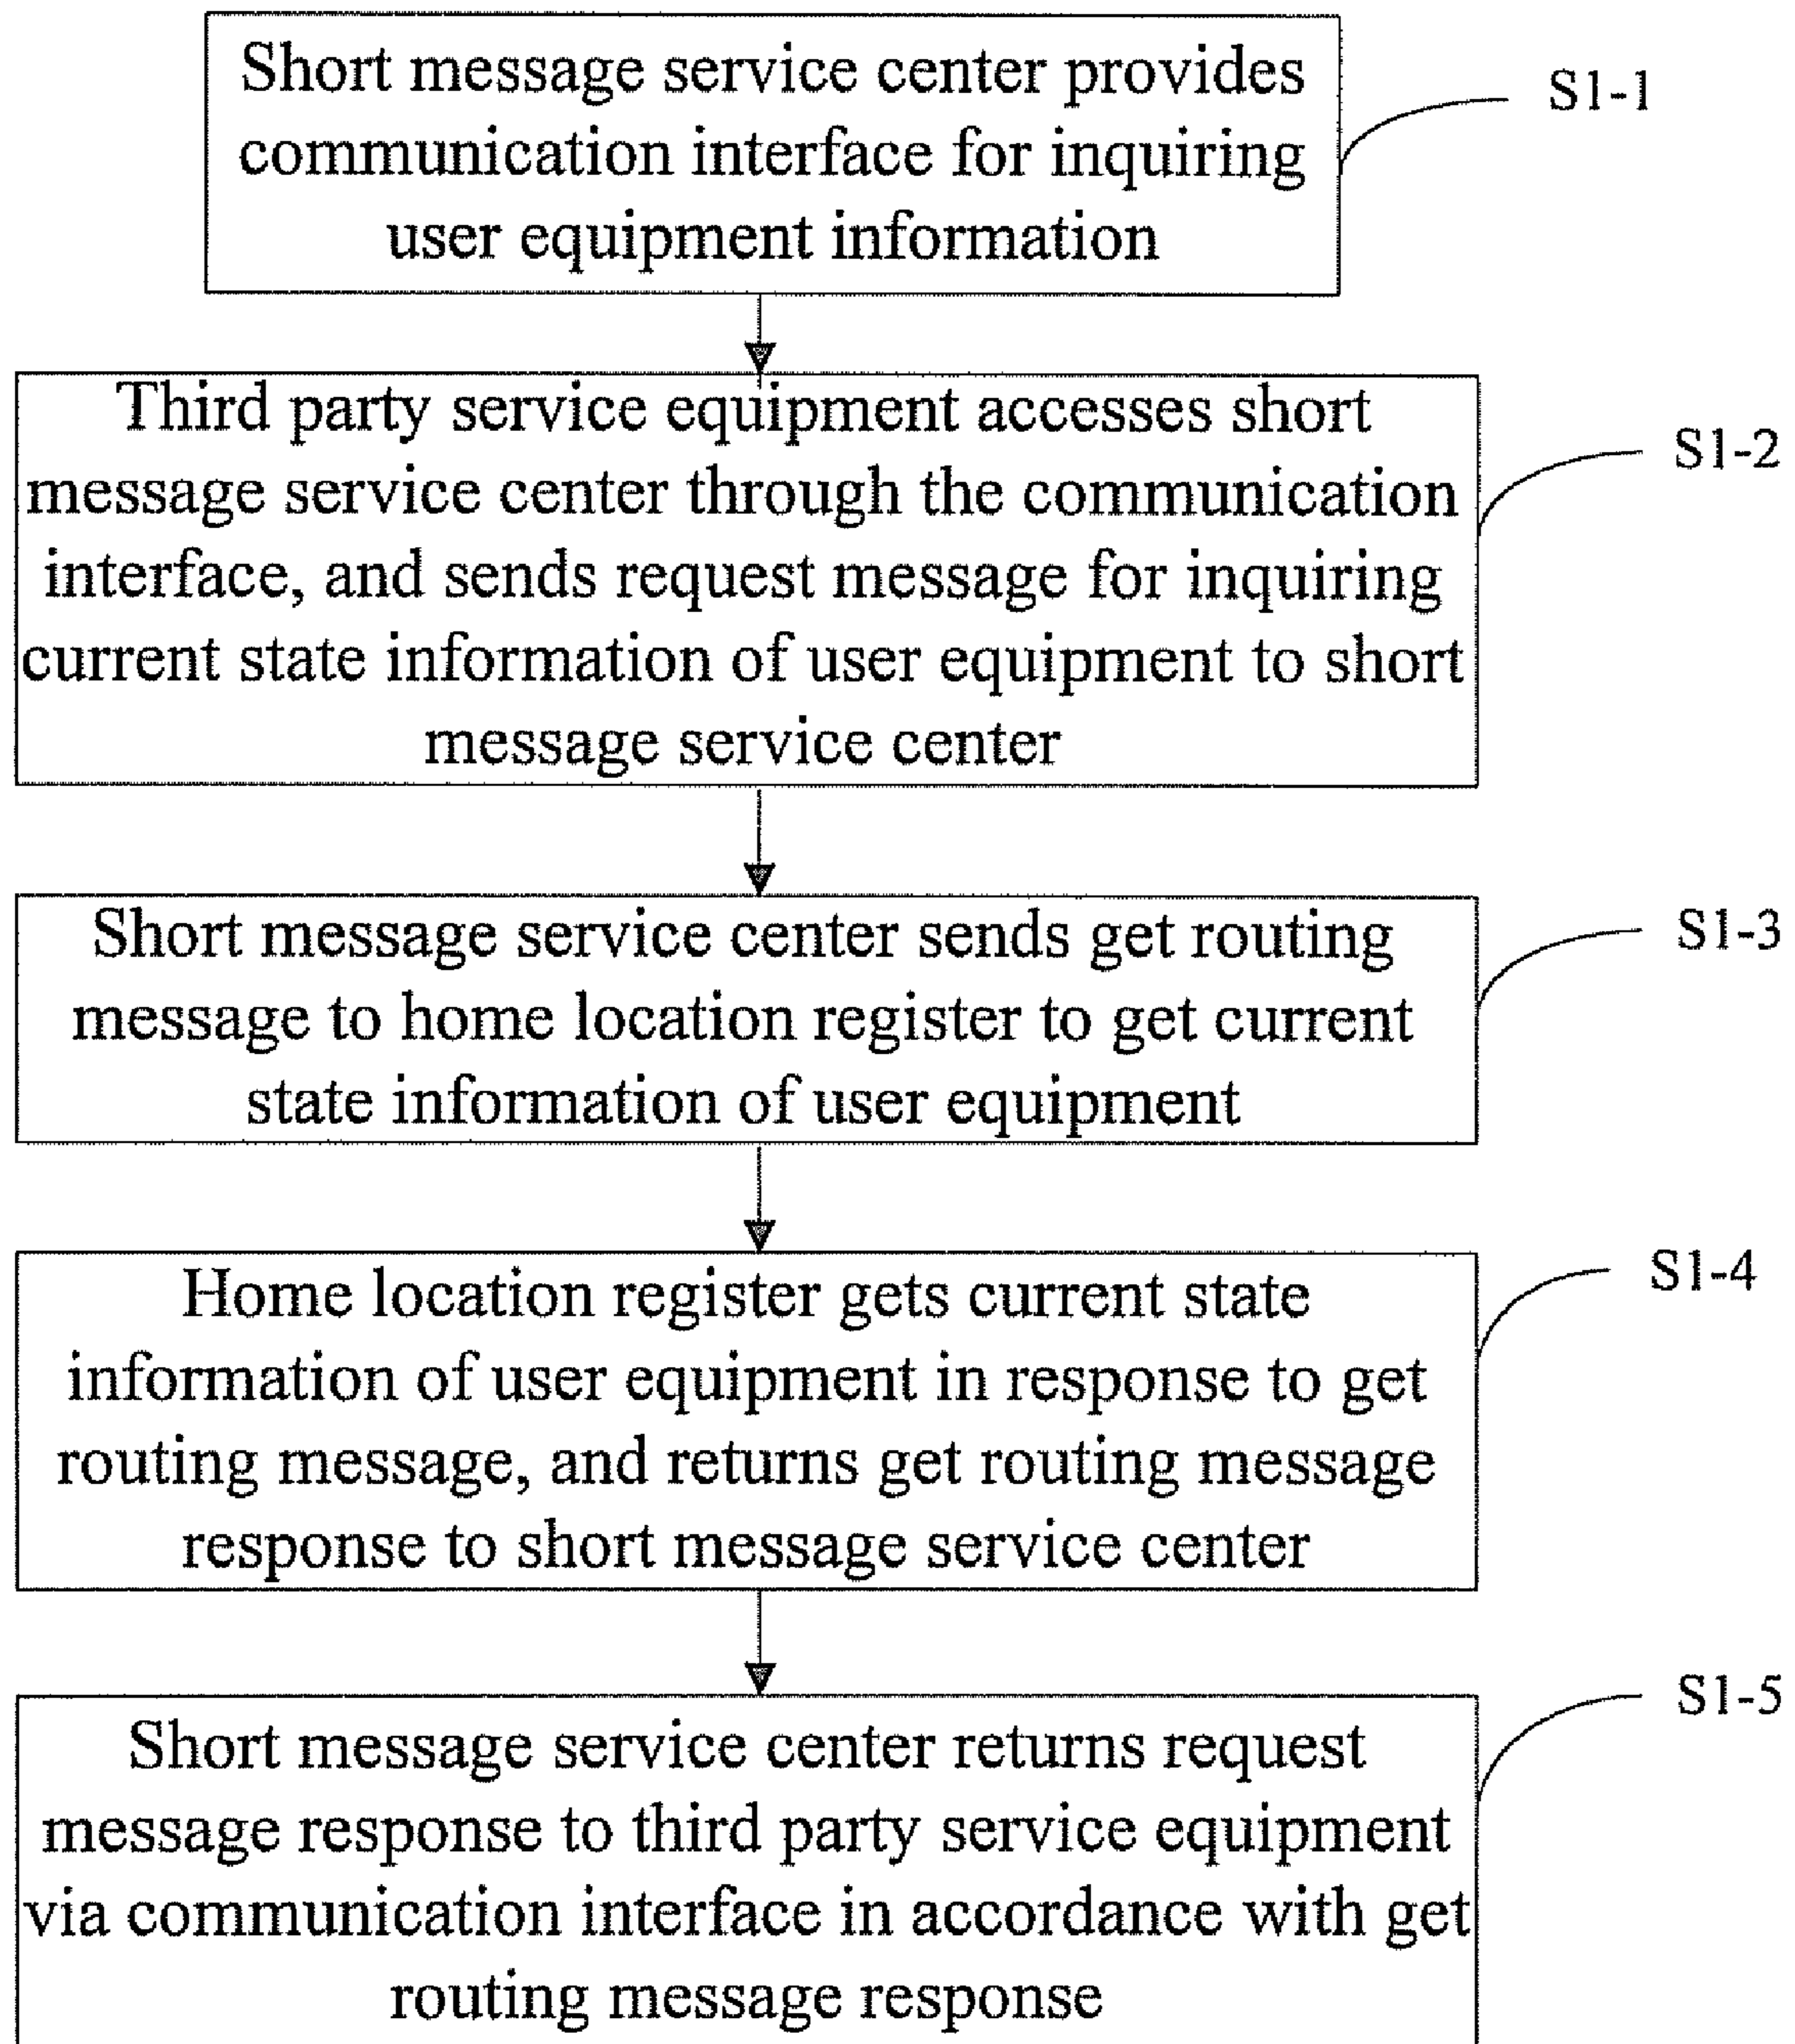 Short message service center provides
communication interface for inquiring
user equipment information
S1-1
Third party service equipment accesses short
message service center through the communication
interface, and sends request message for inquiring
current state information of user equipment to short
message service center
S1-2
Short message service center sends get routing
message to home location register to get current
state information of user equipment
S1-3
Home location register gets current state
information of user equipment in response to get
routing message, and returns get routing message
response to short message service center
S1-4
Short message service center returns request
message response to third party service equipment
via communication interface in accordance with get
routing message response
S1-5